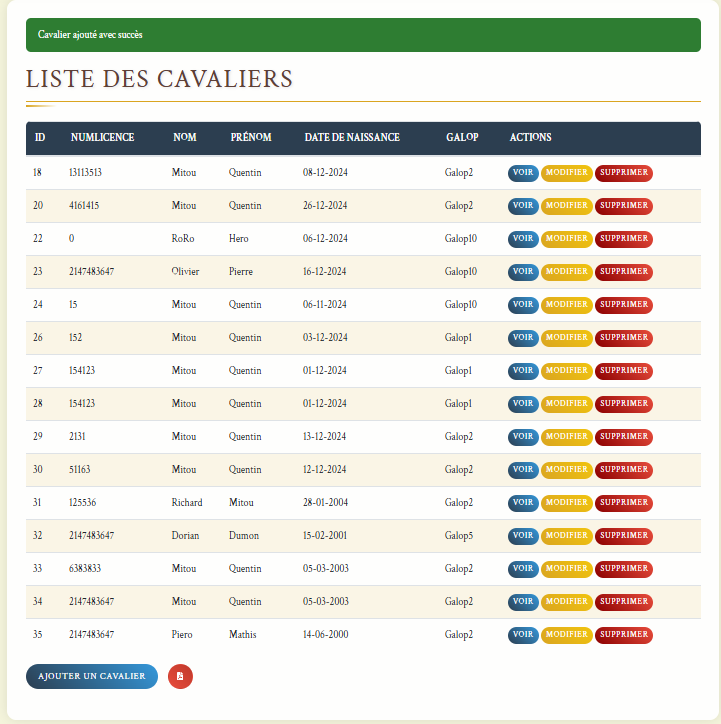 Cavalier ajouté avec succès
LISTE DES CAVALIERS
ID NUMLICENCE NOM PRÉNOM DATE DE NAISSANCE GALOP ACTIONS
18 13113513 Mitou Quentin 08-12-2024 Galop2 VOIR MODIFIER SUPPRIMER
20 4161415 Mitou Quentin 26-12-2024 Galop2 VOIR MODIFIER SUPPRIMER
22 0 RoRo Hero 06-12-2024 Galop10 VOIR MODIFIER SUPPRIMER
23 2147483647 Olivier Pierre 16-12-2024 Galop10 VOIR MODIFIER SUPPRIMER
24 15 Mitou Quentin 06-11-2024 Galop10 VOIR MODIFIER SUPPRIMER
26 152 Mitou Quentin 03-12-2024 Galop1 VOIR MODIFIER SUPPRIMER
27 154123 Mitou Quentin 01-12-2024 Galop1 VOIR MODIFIER SUPPRIMER
28 154123 Mitou Quentin 01-12-2024 Galop1 VOIR MODIFIER SUPPRIMER
29 2131 Mitou Quentin 13-12-2024 Galop2 VOIR MODIFIER SUPPRIMER
30 51163 Mitou Quentin 12-12-2024 Galop2 VOIR MODIFIER SUPPRIMER
31 125536 Richard Mitou 28-01-2004 Galop2 VOIR MODIFIER SUPPRIMER
32 2147483647 Dorian Dumon 15-02-2001 Galop5 VOIR MODIFIER SUPPRIMER
33 6383833 Mitou Quentin 05-03-2003 Galop2 VOIR MODIFIER SUPPRIMER
34 2147483647 Mitou Quentin 05-03-2003 Galop2 VOIR MODIFIER SUPPRIMER
35 2147483647 Piero Mathis 14-06-2000 Galop2 VOIR MODIFIER SUPPRIMER
AJOUTER UN CAVALIER